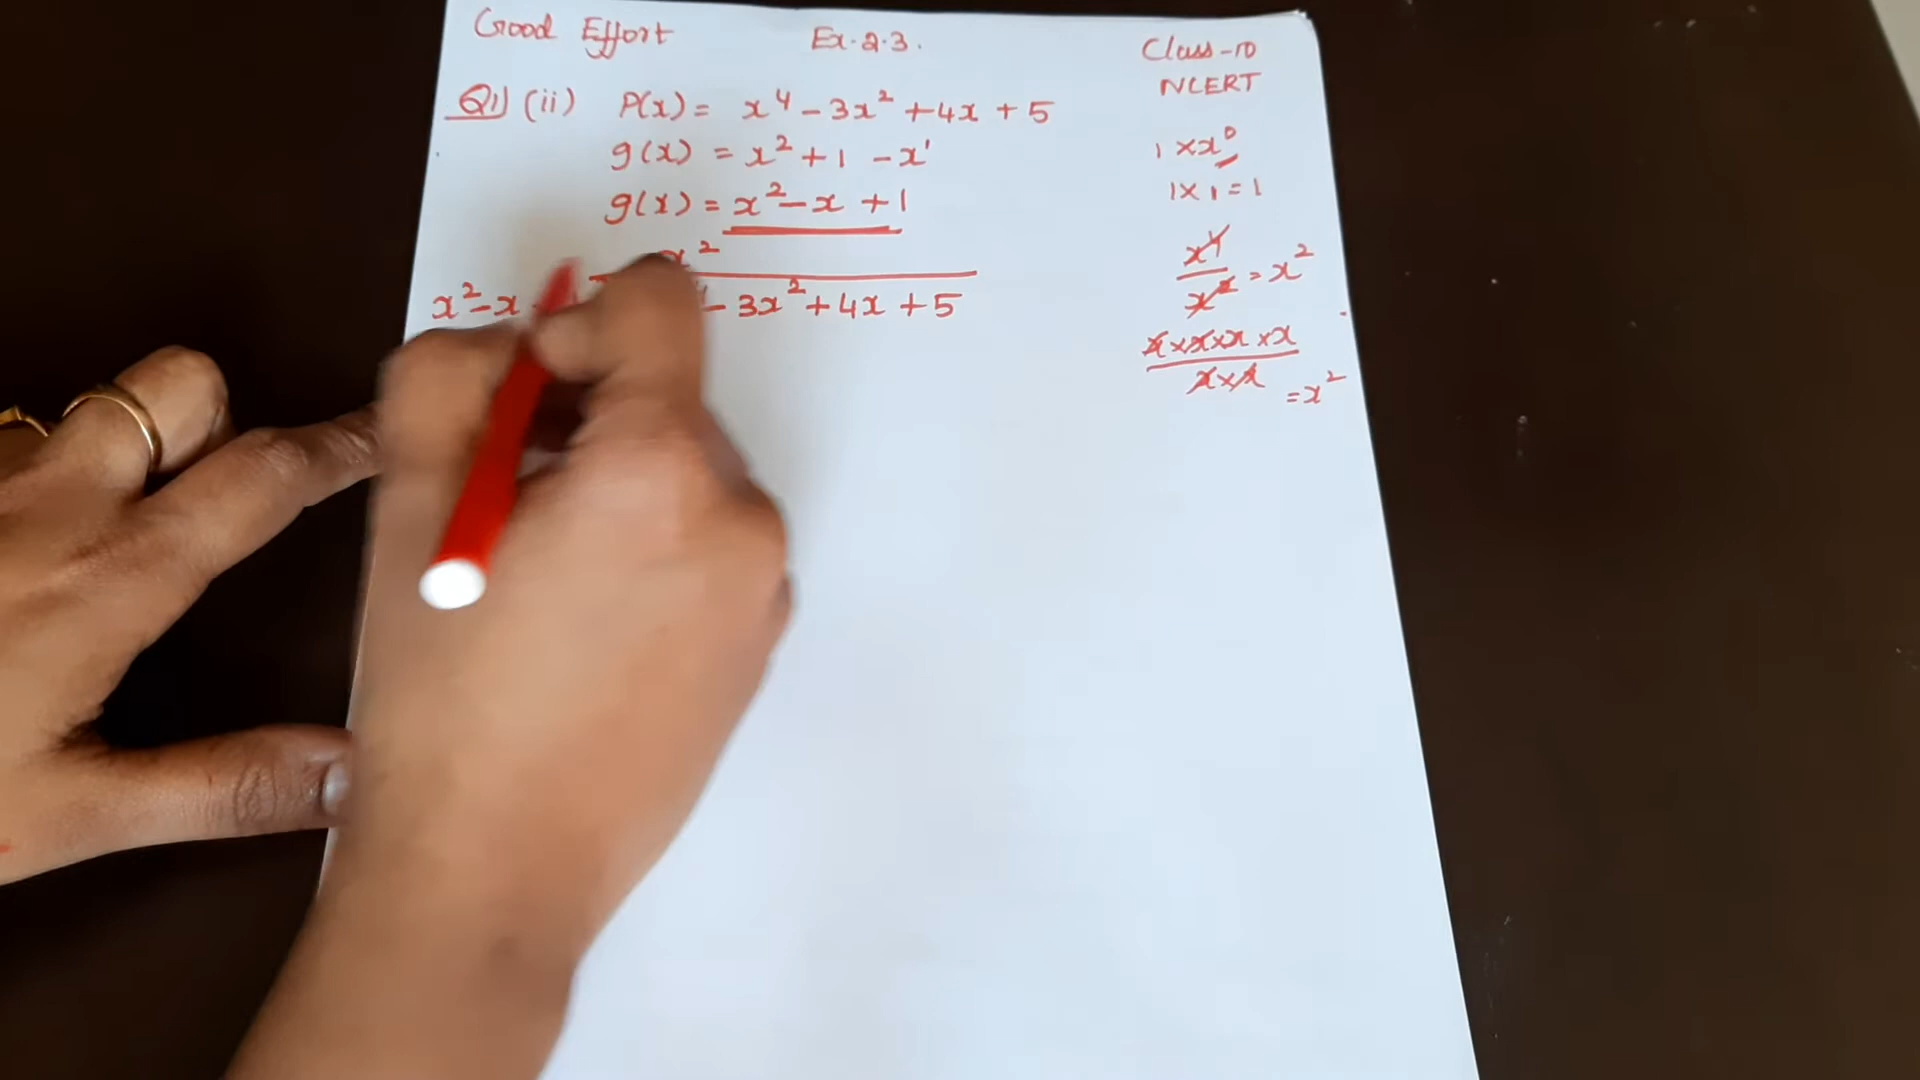 Good Effort Ex.2.3. Class-10
NCERT
Q1) (ii) P(x) = x⁴ - 3x² + 4x + 5
g(x) = x² + 1 - x¹
g(x) = x² - x + 1
x²
x² - x - 3x² + 4x + 5
1 × x⁰
1 × 1 = 1
x⁴/x² = x²
x × x × x × x / x × x = x²